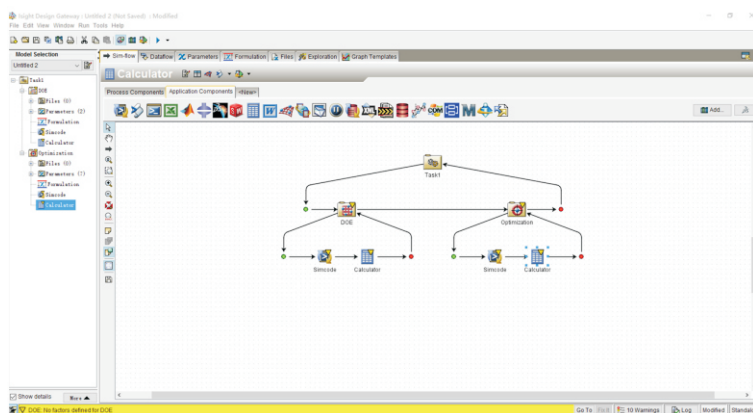 Isight Design Gateway: Untitled 2 (Not Saved) : Modified
File Edit View Window Run Tools Help
Model Selection
Untitled 2
Sim-flow Dataflow Parameters Formulation Files Exploration Graph Templates
Calculator
Process Components Application Components <New>
Add...
Task1
DOE
Files (0)
Parameters (2)
Formulation
Simcode
Calculator
Optimization
Files (0)
Parameters (7)
Formulation
Simcode
Calculator
Task1
DOE
Optimization
Simcode
Calculator
Simcode
Calculator
Show details
More
DOE: No factors defined for DOE
Go To
10 Warnings
Log
Modified